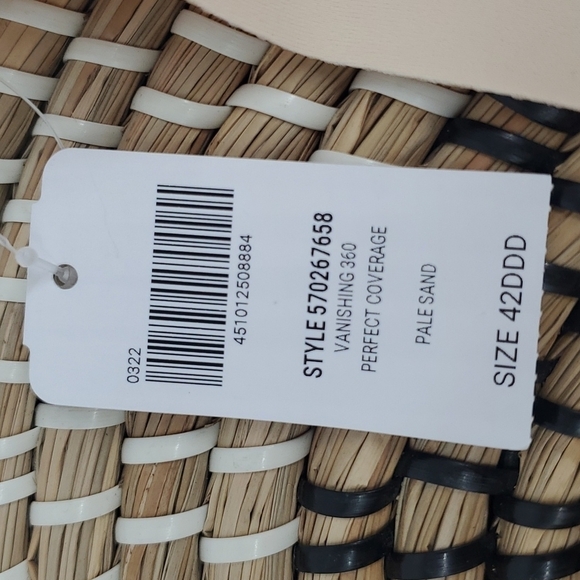 0322
451012508884
STYLE 570267658
VANISHING 360
PERFECT COVERAGE
PALE SAND
SIZE 42DDD